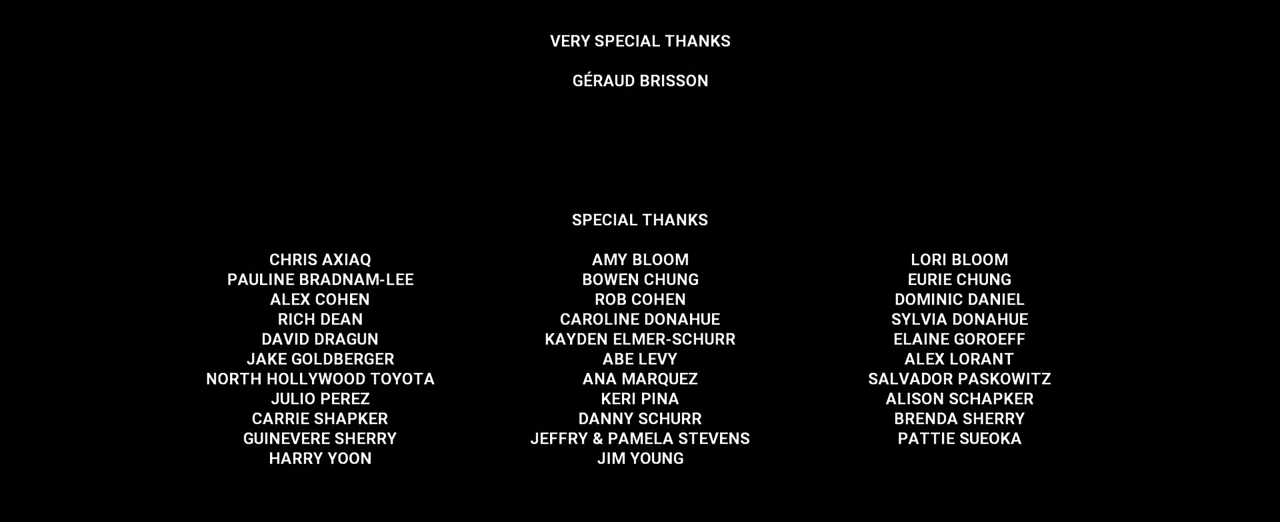 VERY SPECIAL THANKS
GÉRAUD BRISSON
SPECIAL THANKS
CHRIS AXIAQ AMY BLOOM LORI BLOOM
PAULINE BRADNAM-LEE BOWEN CHUNG EURIE CHUNG
ALEX COHEN ROB COHEN DOMINIC DANIEL
RICH DEAN CAROLINE DONAHUE SYLVIA DONAHUE
DAVID DRAGUN KAYDEN ELMER-SCHURR ELAINE GOROEFF
JAKE GOLDBERGER ABE LEVY ALEX LORANT
NORTH HOLLYWOOD TOYOTA ANA MARQUEZ SALVADOR PASKOWITZ
JULIO PEREZ KERI PINA ALISON SCHAPKER
CARRIE SHAPKER DANNY SCHURR BRENDA SHERRY
GUINEVERE SHERRY JEFFRY & PAMELA STEVENS PATTIE SUEOKA
HARRY YOON JIM YOUNG